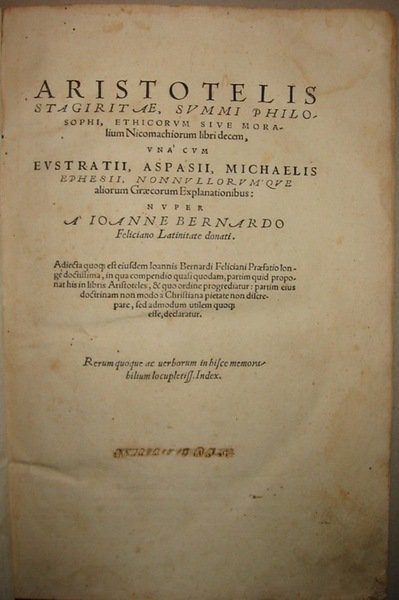 ARISTOTELIS
STAGIRITAE, SVMMI PHILO-
SOPHI, ETHICORVM SIVE MORA-
lium Nicomachiorum libri decem,
VNÀ CVM
EVSTRATII, ASPASII, MICHAELIS
EPHESII, NONNVLLORVM'QVE
aliorum Græcorum Explanationibus:
NVPER
A' IOANNE BERNARDO
Feliciano Latinitate donati.
Adiecta quoq; est eiusdem Ioannis Bernardi Feliciani Præfatio lon-
gè doctissima, in qua compendio quasi quodam, partim quid propo-
nat his in libris Aristoteles, & quo ordine progrediatur: partim eius
doctrinam non modo à Christiana pietate non discre-
pare, sed admodum utilem quoq;
esse, declaratur.
Rerum quoque ac uerborum in hisce memora-
bilium locupletiss. Index.